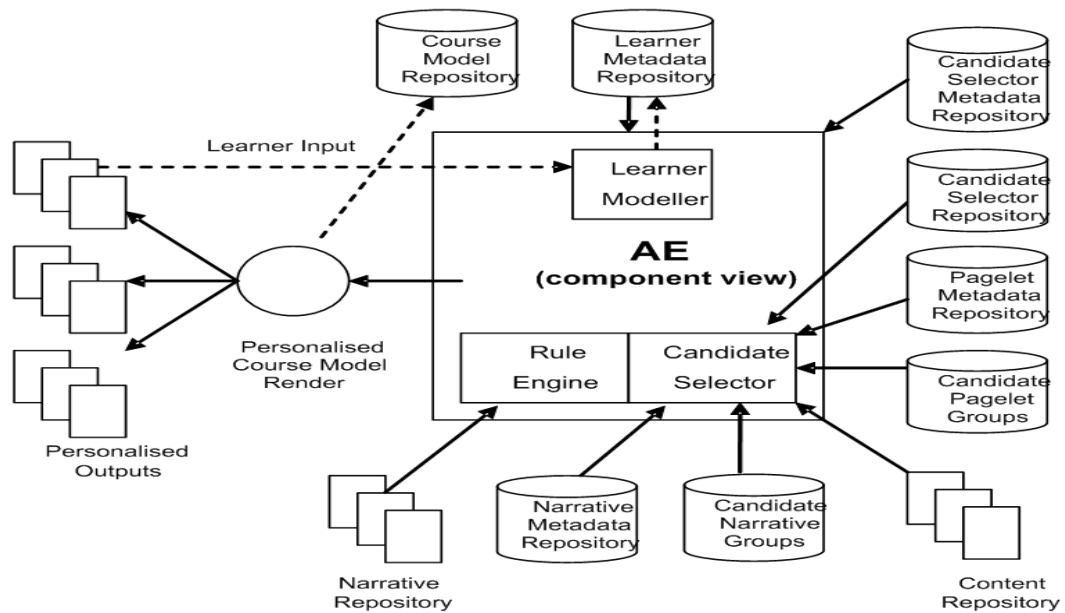 Course
Model
Repository
Learner
Metadata
Repository
Candidate
Selector
Metadata
Repository
Learner Input
Learner
Modeller
Candidate
Selector
Repository
AE
(component view)
Pagelet
Metadata
Repository
Personalised
Course Model
Render
Rule
Engine
Candidate
Selector
Candidate
Pagelet
Groups
Personalised
Outputs
Narrative
Metadata
Repository
Candidate
Narrative
Groups
Narrative
Repository
Content
Repository